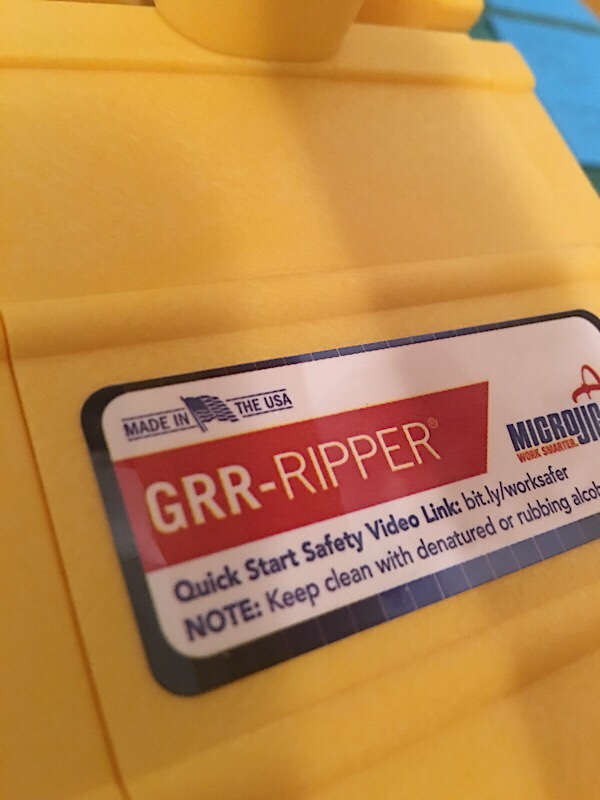 MADE IN THE USA
GRR-RIPPER®
MICROJIG
WORK SMARTER.
Quick Start Safety Video Link: bit.ly/worksafer
NOTE: Keep clean with denatured or rubbing